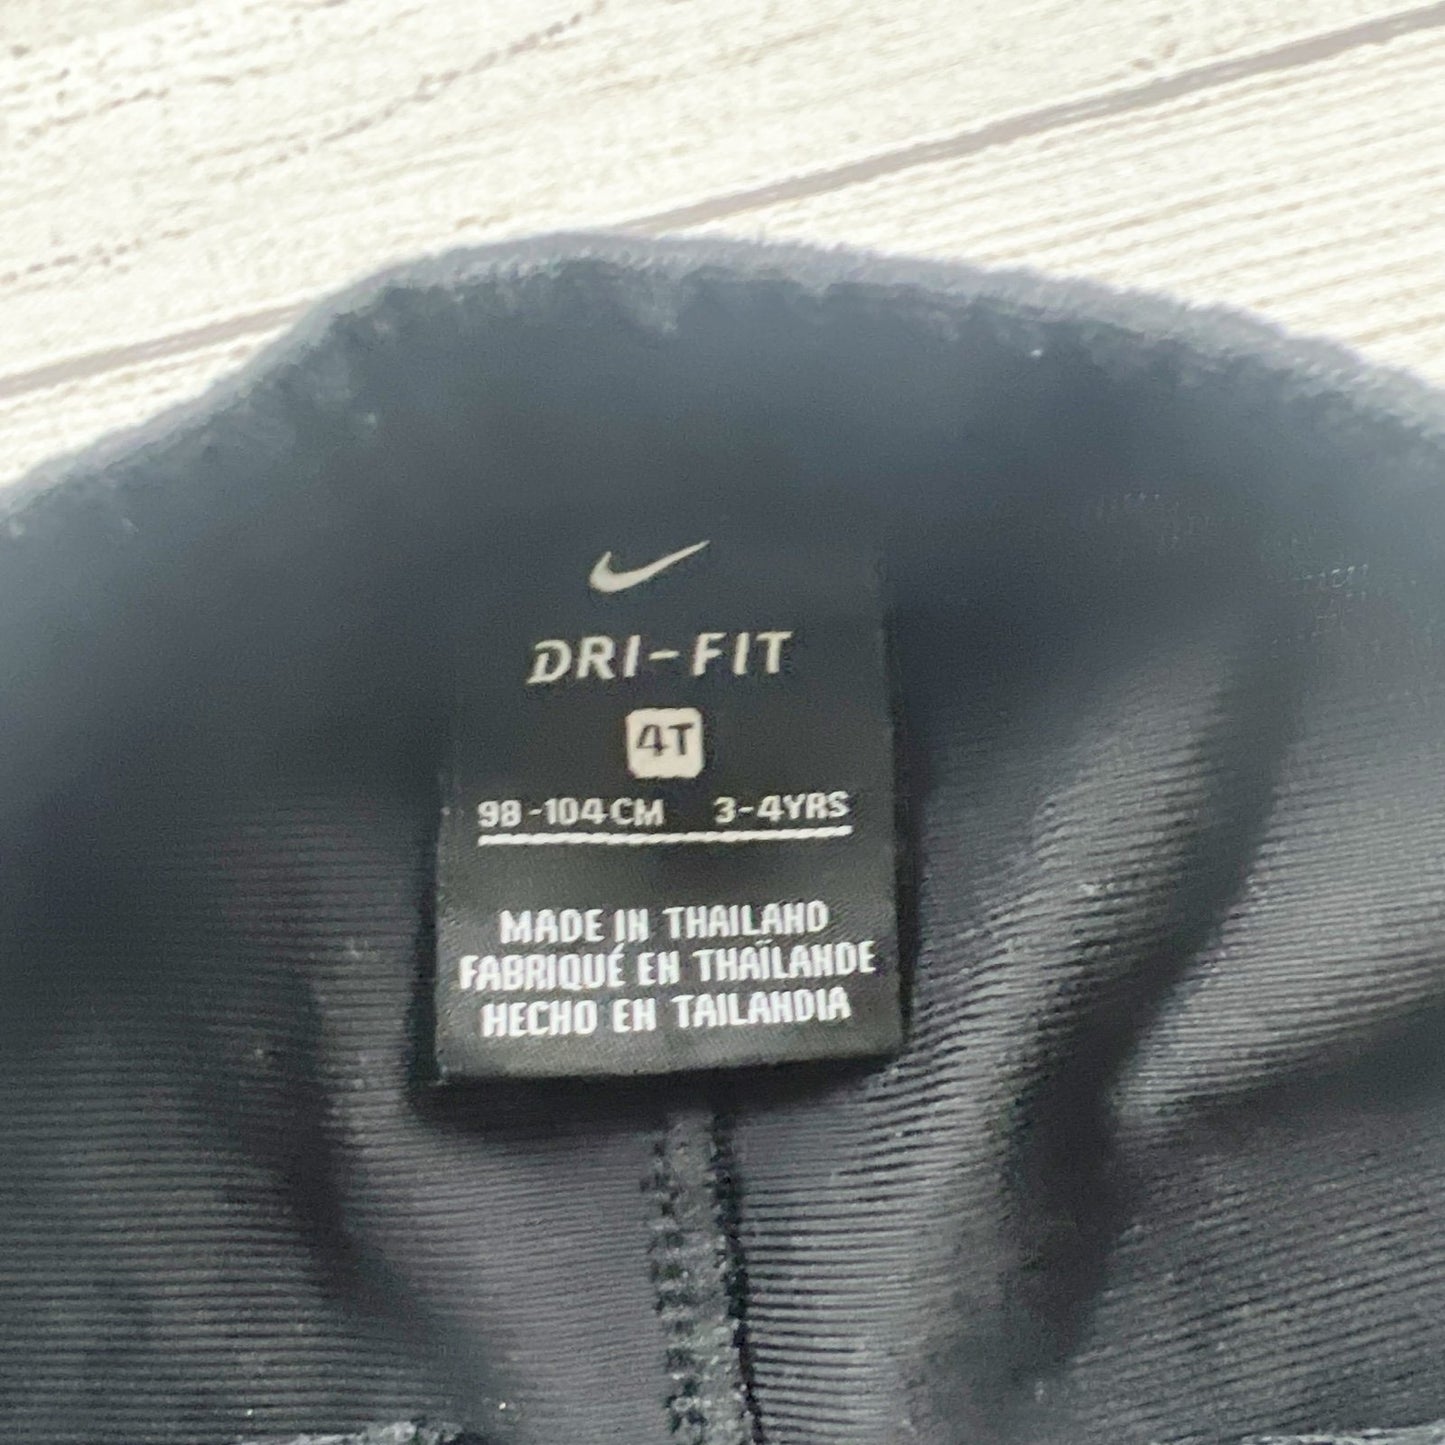 DRI-FIT
4T
98-104CM 3-4YRS
MADE IN THAILAND
FABRIQUÉ EN THAÏLANDE
HECHO EN TAILANDIA